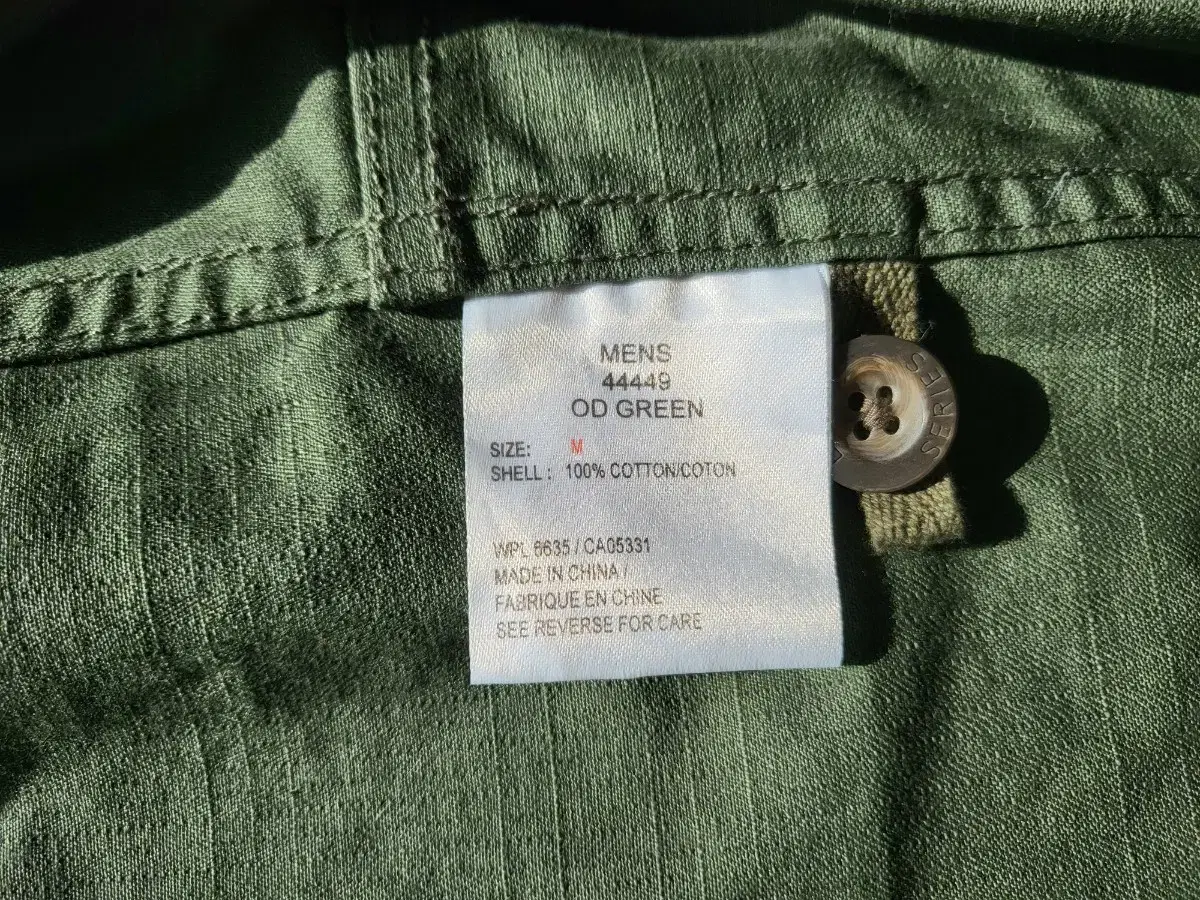 MENS
44449
OD GREEN
SIZE: M
SHELL : 100% COTTON/COTON
WPL 6635 / CA05331
MADE IN CHINA /
FABRIQUE EN CHINE
SEE REVERSE FOR CARE
SERIES